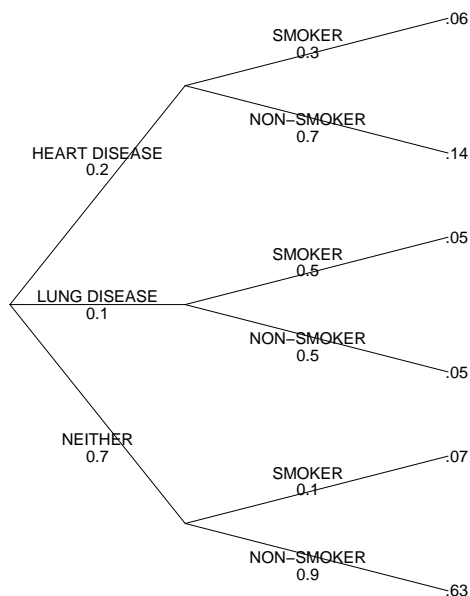 .06
SMOKER
0.3
NON−SMOKER
0.7
HEART DISEASE
0.2
.14
.05
SMOKER
0.5
LUNG DISEASE
0.1
NON−SMOKER
0.5
.05
NEITHER
0.7
.07
SMOKER
0.1
NON−SMOKER
0.9
.63